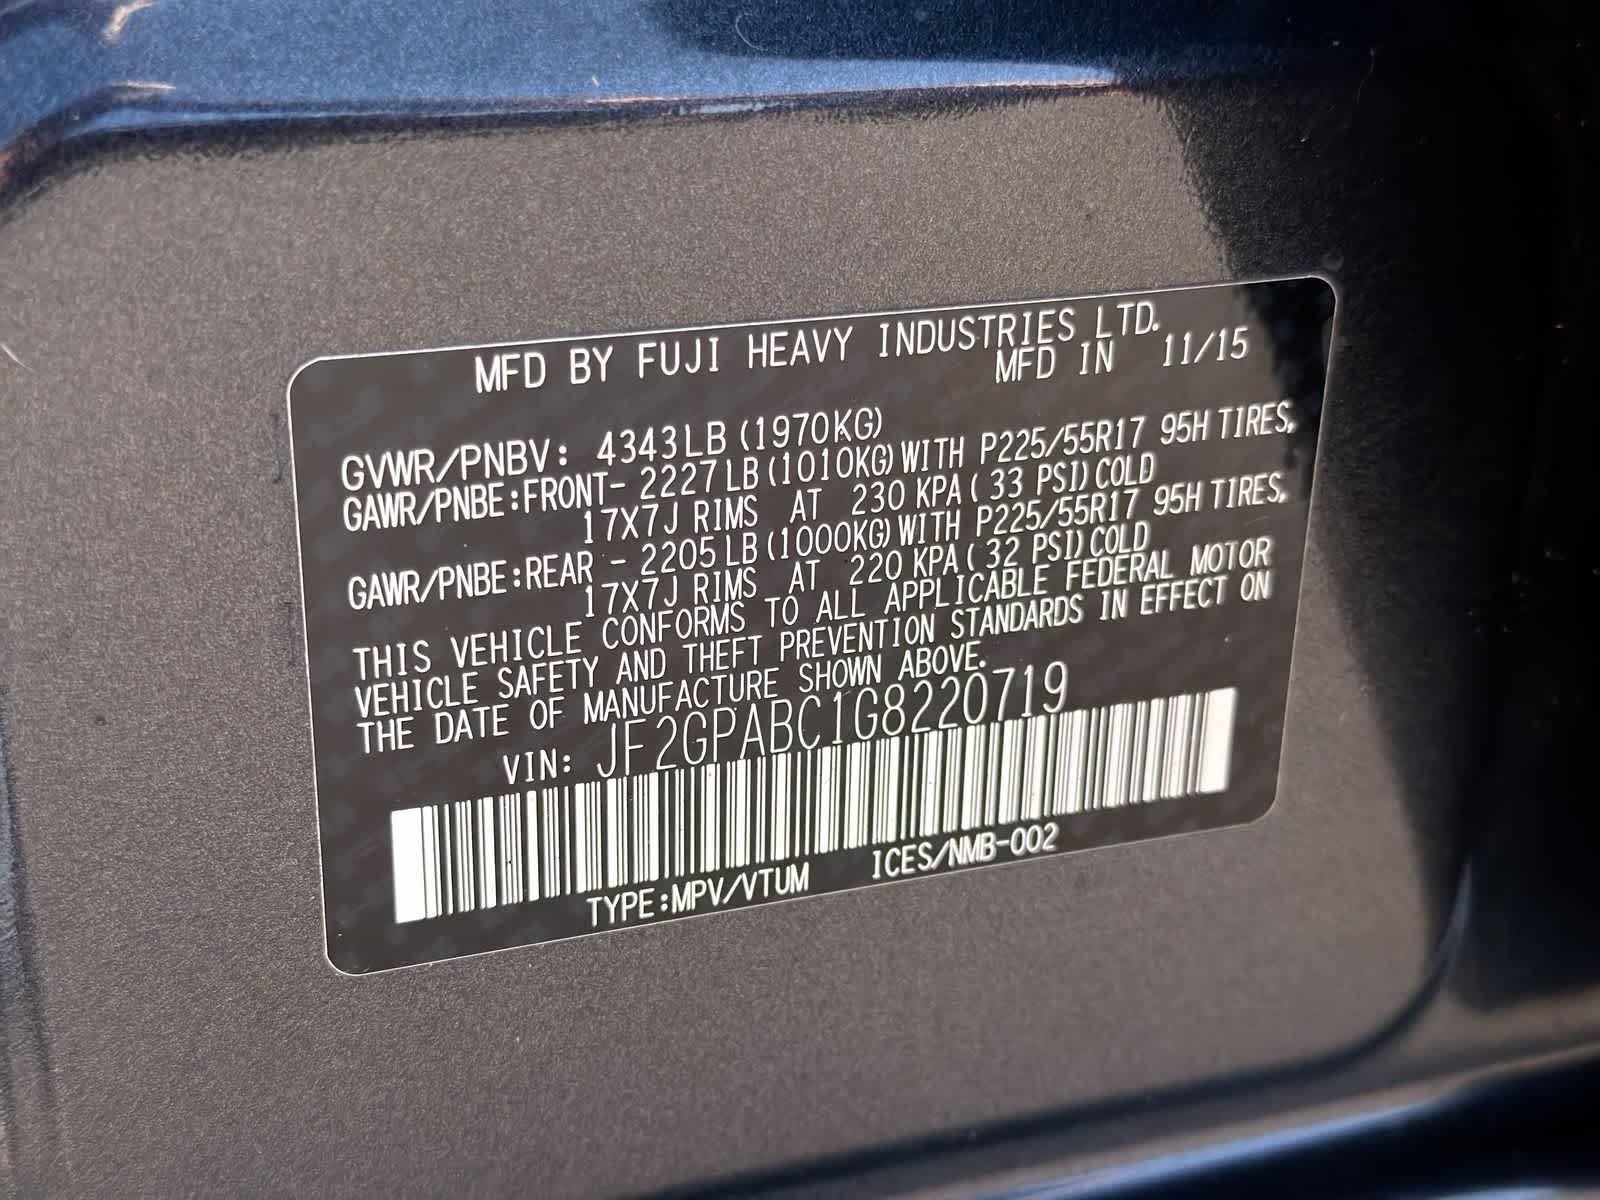 MFD BY FUJI HEAVY INDUSTRIES LTD.
MFD IN 11/15
GVWR/PNBV: 4343LB (1970KG)
GAWR/PNBE:FRONT- 2227LB (1010KG) WITH P225/55R17 95H TIRES,
17X7J RIMS AT 230 KPA ( 33 PSI) COLD
GAWR/PNBE:REAR - 2205LB (1000KG) WITH P225/55R17 95H TIRES,
17X7J RIMS AT 220 KPA ( 32 PSI) COLD
THIS VEHICLE CONFORMS TO ALL APPLICABLE FEDERAL MOTOR
VEHICLE SAFETY AND THEFT PREVENTION STANDARDS IN EFFECT ON
THE DATE OF MANUFACTURE SHOWN ABOVE.
VIN: JF2GPABC1G8220719
TYPE:MPV/VTUM ICES/NMB-002